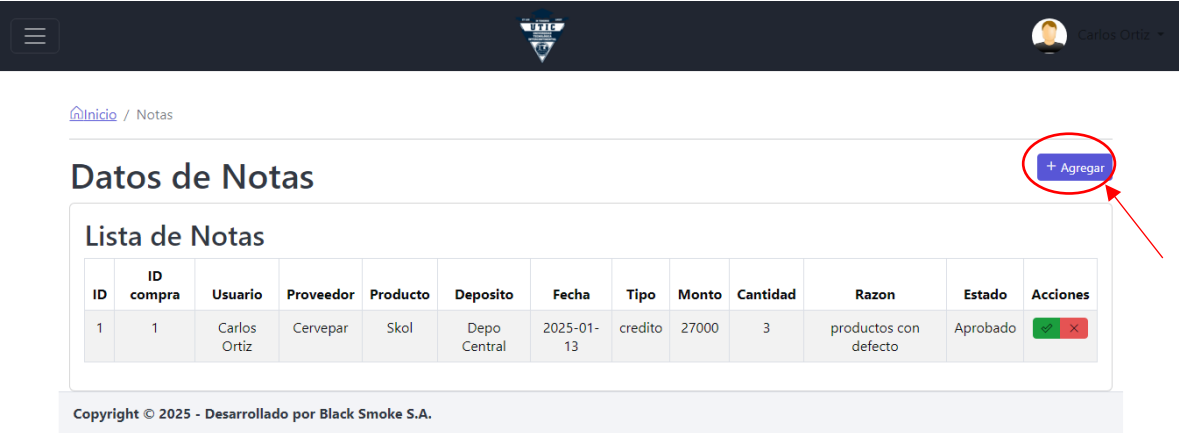 UTIC
Carlos Ortiz
Inicio / Notas
Datos de Notas
+ Agregar
Lista de Notas
ID ID compra Usuario Proveedor Producto Deposito Fecha Tipo Monto Cantidad Razon Estado Acciones
1 1 Carlos Ortiz Cervepar Skol Depo Central 2025-01-13 credito 27000 3 productos con defecto Aprobado
Copyright © 2025 - Desarrollado por Black Smoke S.A.